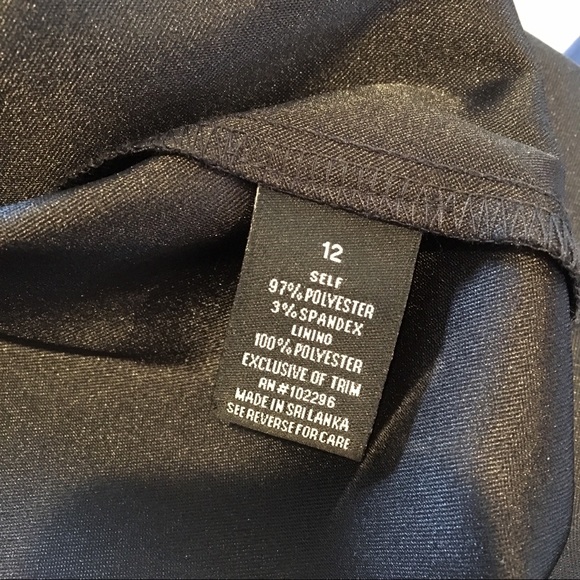 12
SELF
97% POLYESTER
3% SPANDEX
LINING
100% POLYESTER
EXCLUSIVE OF TRIM
RN #102296
MADE IN SRI LANKA
SEE REVERSE FOR CARE